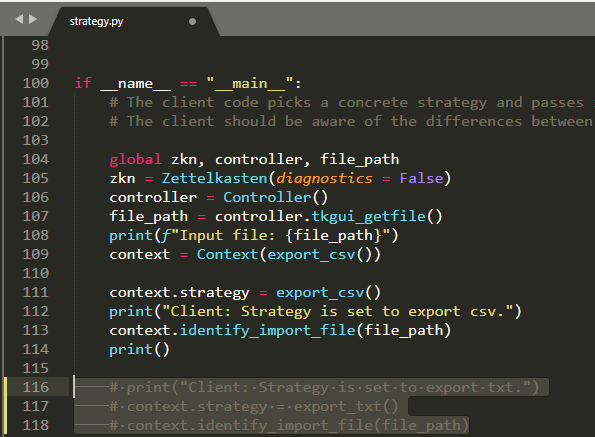 strategy.py
98
99
100 if __name__ == "__main__":
101     # The client code picks a concrete strategy and passes
102     # The client should be aware of the differences between
103
104     global zkn, controller, file_path
105     zkn = Zettelkasten(diagnostics = False)
106     controller = Controller()
107     file_path = controller.tkgui_getfile()
108     print(f"Input file: {file_path}")
109     context = Context(export_csv())
110
111     context.strategy = export_csv()
112     print("Client: Strategy is set to export csv.")
113     context.identify_import_file(file_path)
114     print()
115
116     # print("Client: Strategy is set to export txt.")
117     # context.strategy = export_txt()
118     # context.identify_import_file(file_path)